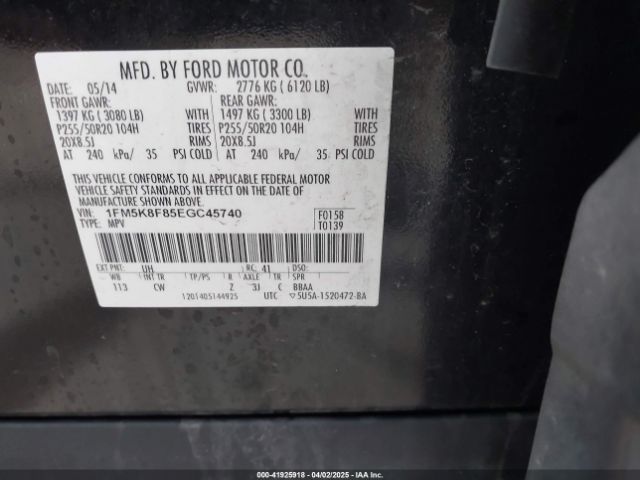 MFD. BY FORD MOTOR CO.
DATE: 05/14 GVWR: 2776 KG ( 6120 LB)
FRONT GAWR: REAR GAWR:
1397 KG ( 3080 LB) WITH 1497 KG ( 3300 LB) WITH
P255/50R20 104H TIRES P255/50R20 104H TIRES
20X8.5J RIMS 20X8.5J RIMS
AT 240 kPa/ 35 PSI COLD AT 240 kPa/ 35 PSI COLD
THIS VEHICLE CONFORMS TO ALL APPLICABLE FEDERAL MOTOR
VEHICLE SAFETY STANDARDS IN EFFECT ON THE DATE OF
MANUFACTURE SHOWN ABOVE.
VIN: 1FM5K8F85EGC45740 F0158
TYPE: MPV T0139
EXT PNT: UH RC: 41 DSO:
WB INT TR TP/PS R AXLE TR SPR
113 CW Z 3J C BBAA
1201405144925 UTC ▽5U5A-1520472-BA
000-41925918 - 04/02/2025 - IAA Inc.